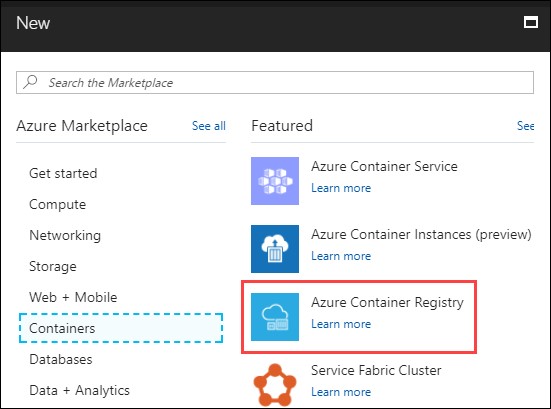 New
Search the Marketplace
Azure Marketplace
See all
Get started
Compute
Networking
Storage
Web + Mobile
Containers
Databases
Data + Analytics
Featured
See
Azure Container Service
Learn more
Azure Container Instances (preview)
Learn more
Azure Container Registry
Learn more
Service Fabric Cluster
Learn more